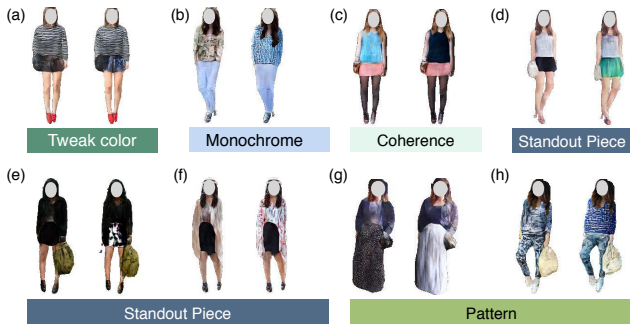 (a)
(b)
(c)
(d)
Tweak color
Monochrome
Coherence
Standout Piece
(e)
(f)
(g)
(h)
Standout Piece
Pattern